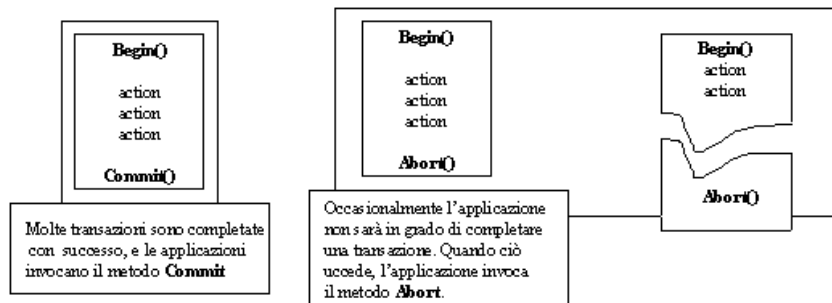 Begin()
action
action
action
Commit()
Molte transazioni sono completate
con successo, e le applicazioni
invocano il metodo Commit
Begin()
action
action
action
Abort()
Occasionalmente l'applicazione
non sarà in grado di completare
una transazione. Quando ciò
uccede, l'applicazione invoca
il metodo Abort.
Begin()
action
action
Abort()